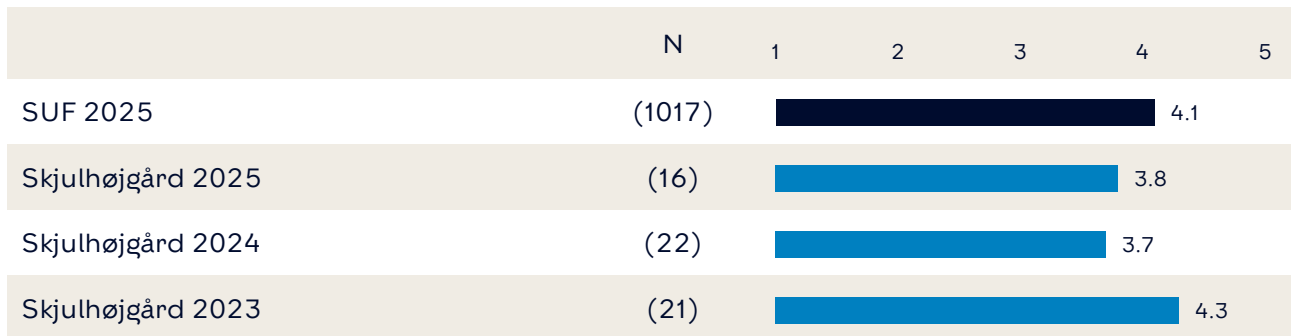 N 1 2 3 4 5
SUF 2025 (1017) 4.1
Skjulhøjgård 2025 (16) 3.8
Skjulhøjgård 2024 (22) 3.7
Skjulhøjgård 2023 (21) 4.3